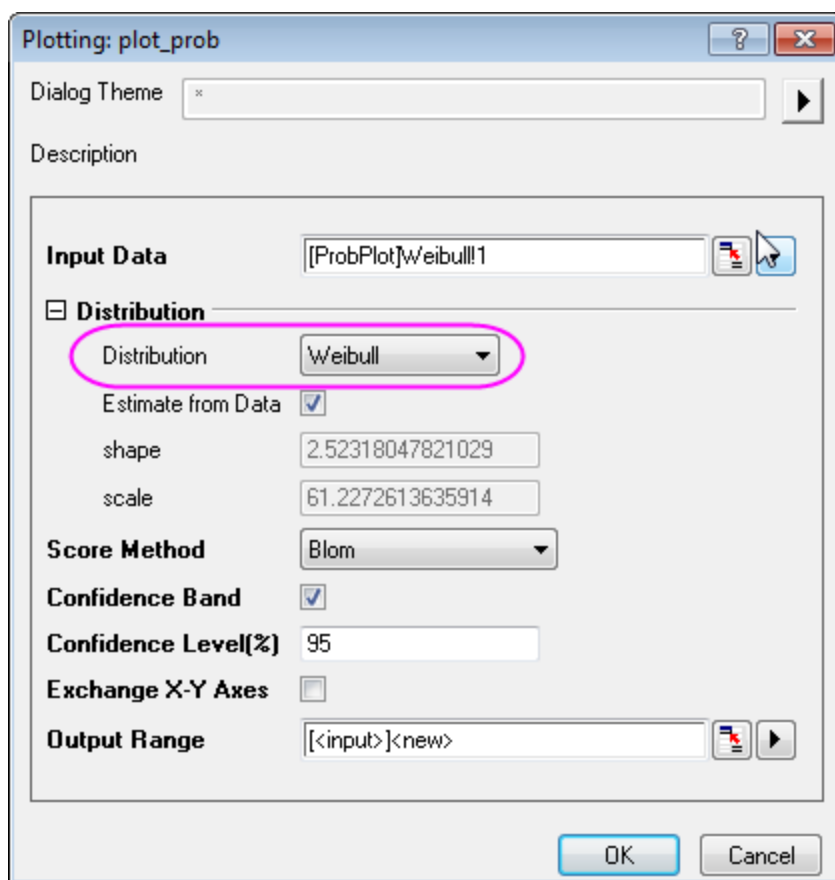 Plotting: plot_prob
Dialog Theme *
Description
Input Data [ProbPlot]Weibull!1
Distribution
Distribution Weibull
Estimate from Data
shape 2.52318047821029
scale 61.2272613635914
Score Method Blom
Confidence Band
Confidence Level(%) 95
Exchange X-Y Axes
Output Range [<input>]<new>
OK Cancel